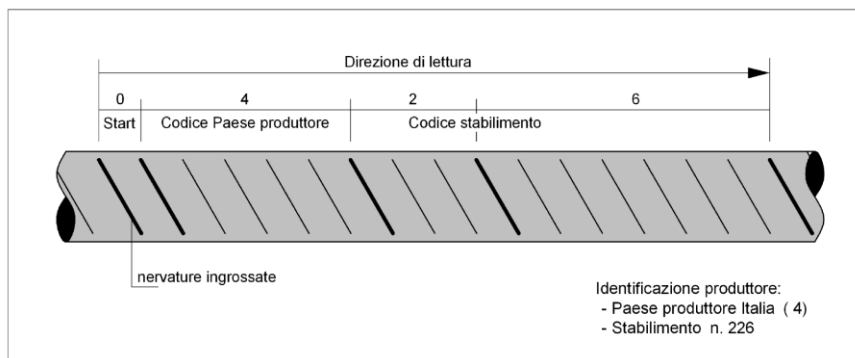 Direzione di lettura
0 4 2 6
Start Codice Paese produttore Codice stabilimento
nervature ingrossate
Identificazione produttore:
- Paese produttore Italia ( 4)
- Stabilimento n. 226